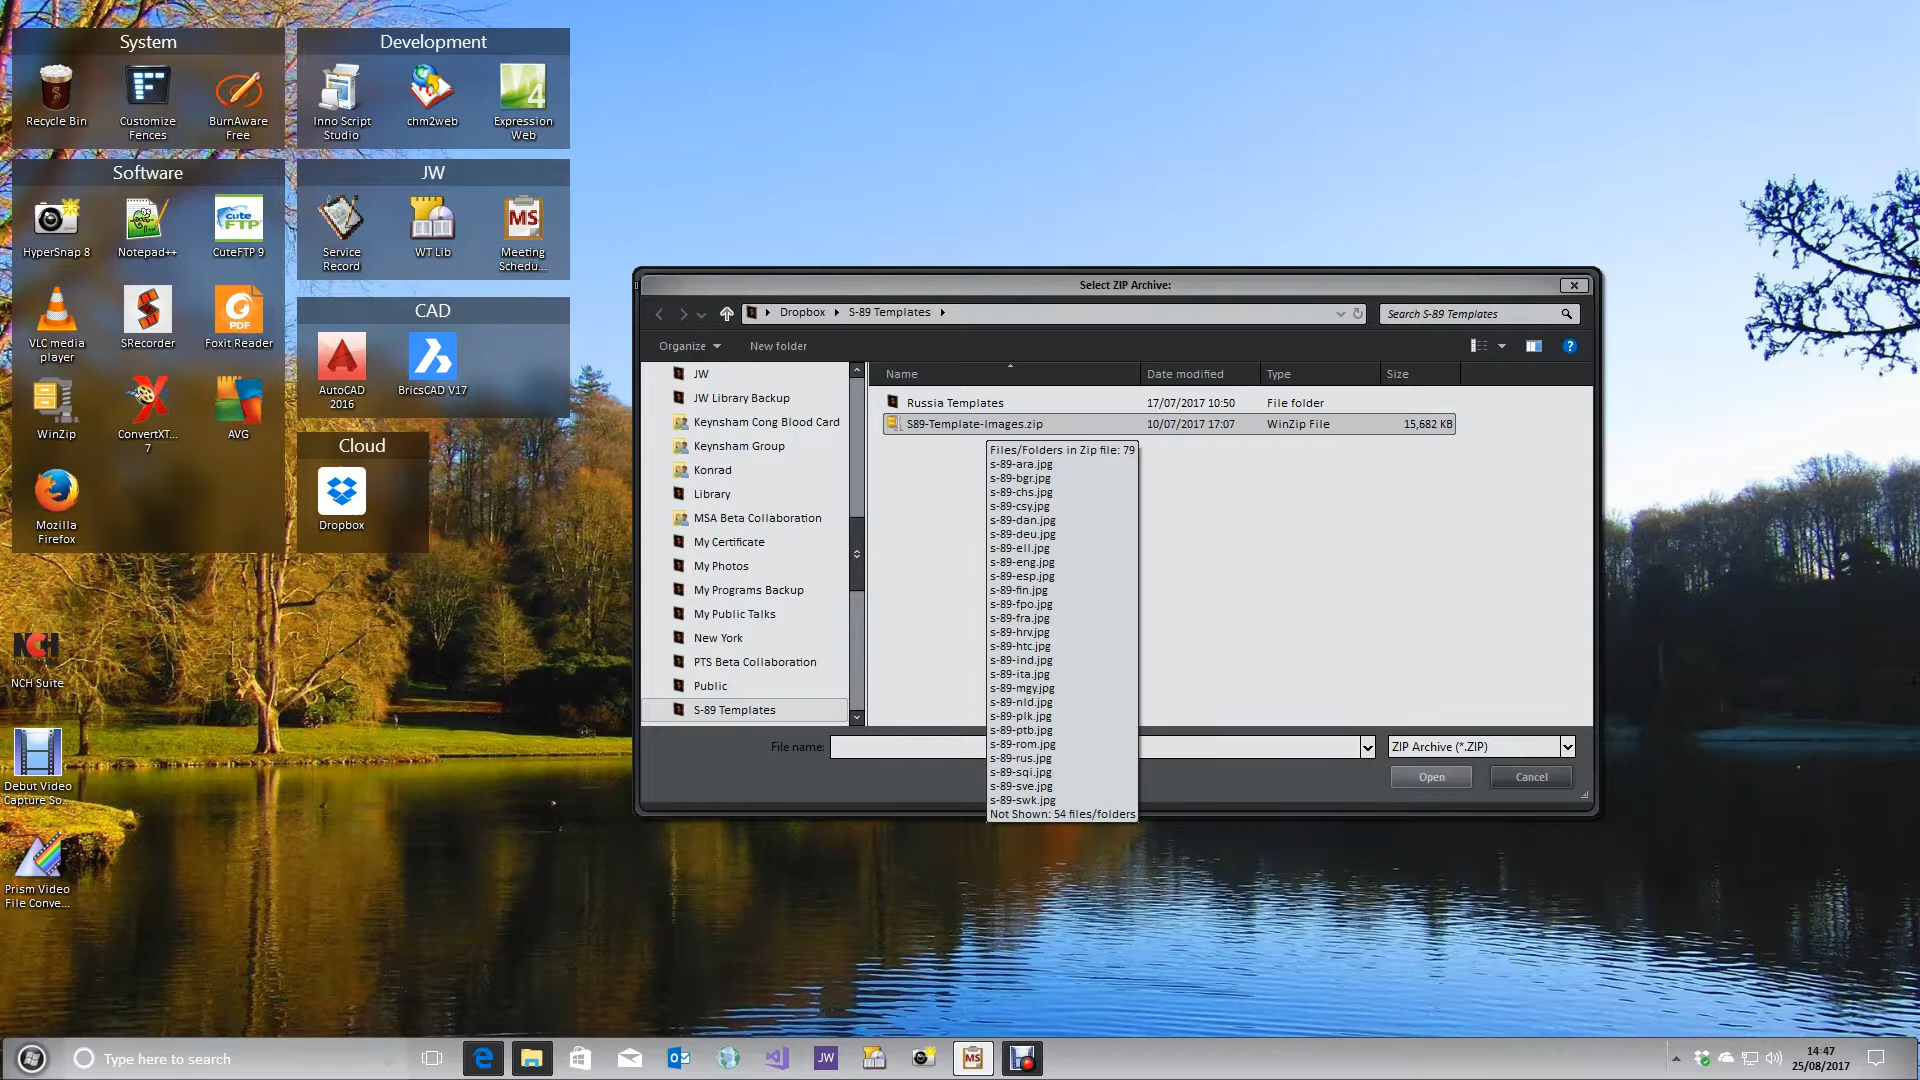 System
Recycle Bin
Customize
Fences
BurnAware
Free
Development
Inno Script
Studio
chm2web
Expression
Web
Software
HyperSnap 8
Notepad++
CuteFTP 9
VLC media
player
SRecorder
Foxit Reader
WinZip
ConvertXT...
7
AVG
Mozilla
Firefox
JW
Service
Record
WT Lib
Meeting
Schedu...
CAD
AutoCAD
2016
BricsCAD V17
Cloud
Dropbox
NCH Suite
Debut Video
Capture So...
Prism Video
File Conve...
Select ZIP Archive:
Dropbox
S-89 Templates
Search S-89 Templates
Organize
New folder
JW
JW Library Backup
Keynsham Cong Blood Card
Keynsham Group
Konrad
Library
MSA Beta Collaboration
My Certificate
My Photos
My Programs Backup
My Public Talks
New York
PTS Beta Collaboration
Public
S-89 Templates
Name Date modified Type Size
Russia Templates 17/07/2017 10:50 File folder
S89-Template-Images.zip 10/07/2017 17:07 WinZip File 15,682 KB
Files/Folders in Zip file: 79
s-89-ara.jpg
s-89-bgr.jpg
s-89-chs.jpg
s-89-csy.jpg
s-89-dan.jpg
s-89-deu.jpg
s-89-ell.jpg
s-89-eng.jpg
s-89-esp.jpg
s-89-fin.jpg
s-89-fpo.jpg
s-89-fra.jpg
s-89-hrv.jpg
s-89-htc.jpg
s-89-ind.jpg
s-89-ita.jpg
s-89-mgy.jpg
s-89-nld.jpg
s-89-plk.jpg
s-89-ptb.jpg
s-89-rom.jpg
s-89-rus.jpg
s-89-sqi.jpg
s-89-sve.jpg
s-89-swk.jpg
Not Shown: 54 files/folders
File name:
ZIP Archive (*.ZIP)
Open
Cancel
Type here to search
JW
MS
14:47
25/08/2017